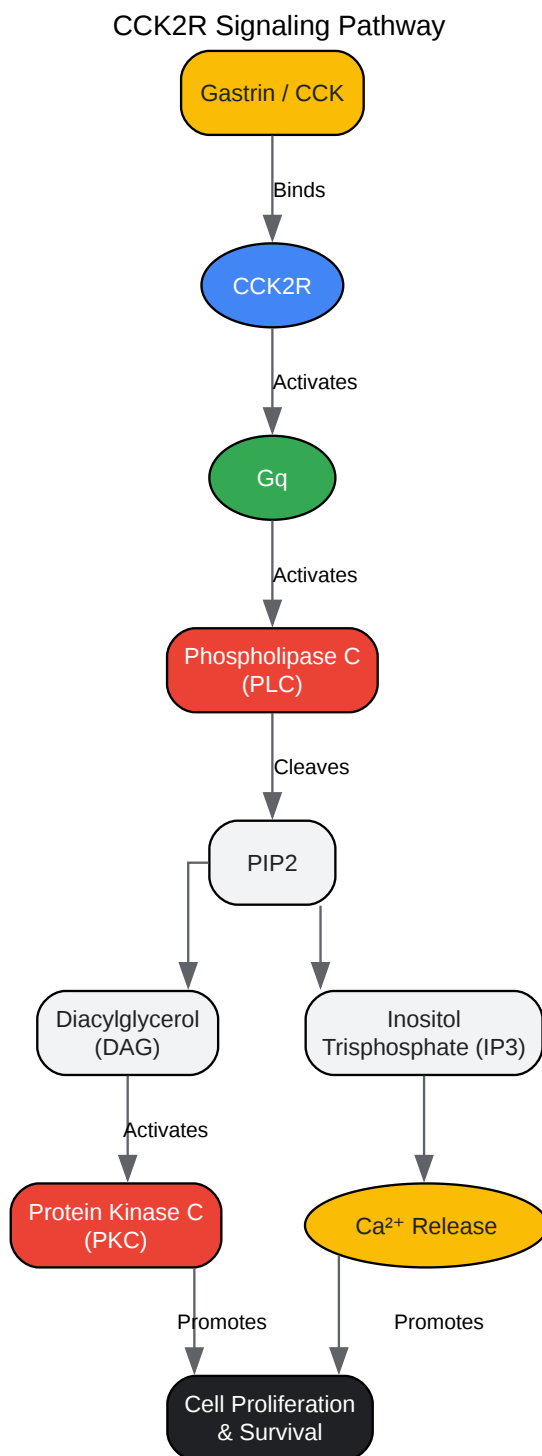 CCK2R Signaling Pathway
Gastrin / CCK
Binds
CCK2R
Activates
Gq
Activates
Phospholipase C
(PLC)
Cleaves
PIP2
Diacylglycerol
(DAG)
Inositol
Trisphosphate (IP3)
Activates
Protein Kinase C
(PKC)
Ca²⁺ Release
Promotes
Promotes
Cell Proliferation
& Survival